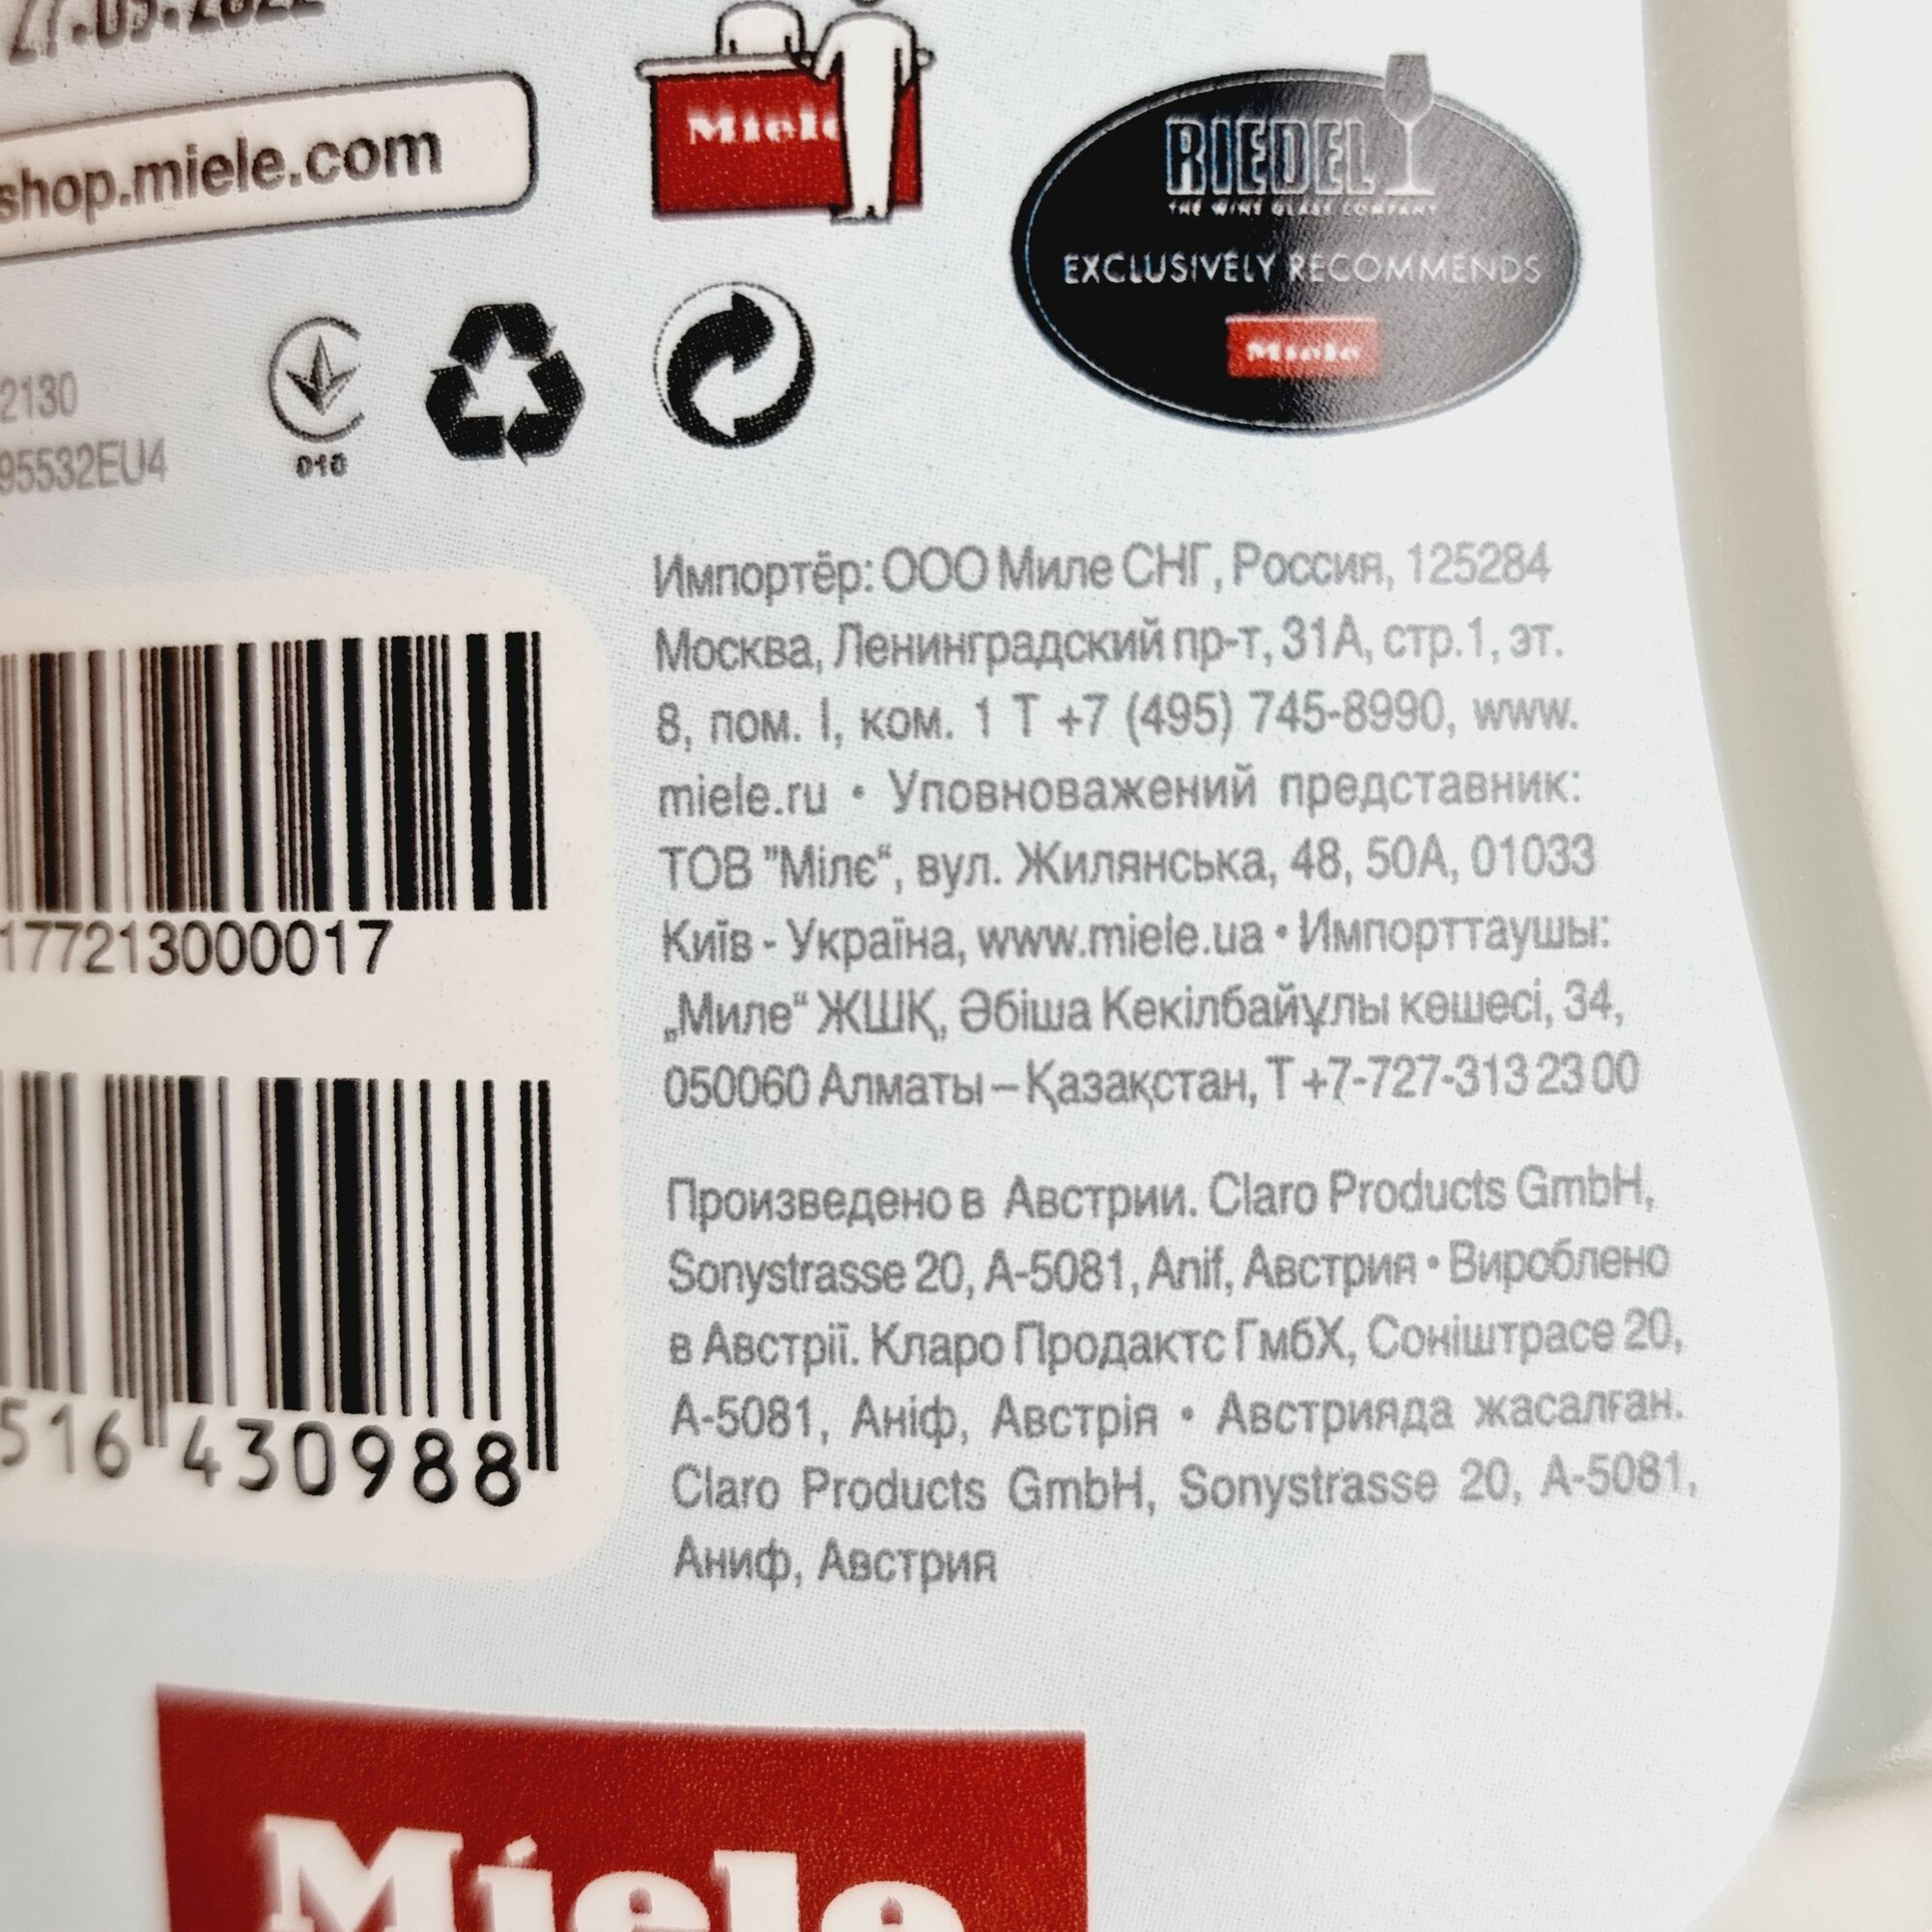 27.09.2022
shop.miele.com
Miele
RIEDEL
THE WINE GLASS COMPANY
EXCLUSIVELY RECOMMENDS
Miele
2130
95532EU4
010
Импортёр: ООО Миле СНГ, Россия, 125284
Москва, Ленинградский пр-т, 31А, стр.1, эт.
8, пом. I, ком. 1 Т +7 (495) 745-8990, www.
miele.ru • Уповноважений представник:
ТОВ "Мілє“, вул. Жилянська, 48, 50А, 01033
Київ - Україна, www.miele.ua • Импорттаушы:
„Миле“ ЖШҚ, Әбіша Кекілбайұлы көшесі, 34,
050060 Алматы – Қазақстан, Т +7-727-313 23 00
177213000017
Произведено в Австрии. Claro Products GmbH,
Sonystrasse 20, A-5081, Anif, Австрия • Вироблено
в Австрії. Кларо Продактс ГмбХ, Соніштрасе 20,
А-5081, Аніф, Австрія • Австрияда жасалған.
Claro Products GmbH, Sonystrasse 20, A-5081,
Аниф, Австрия
516 430988
Miele